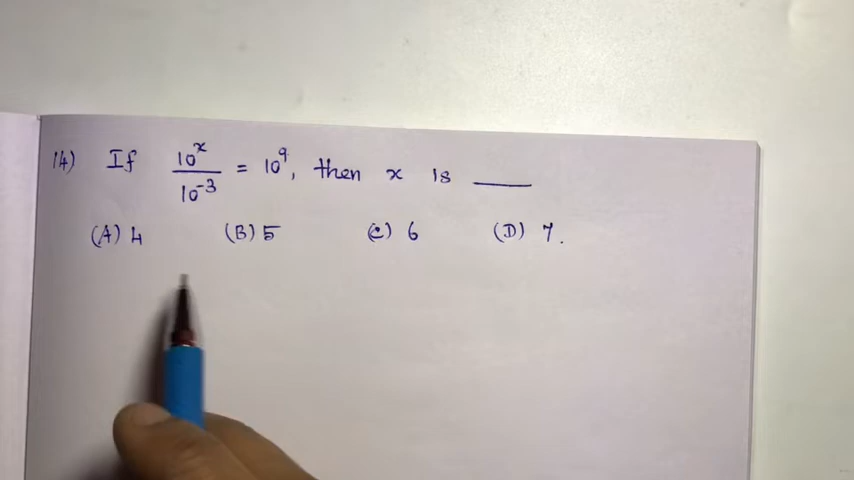 14) If 10^x / 10^-3 = 10^9, then x is ____
(A) 4 (B) 5 (C) 6 (D) 7.